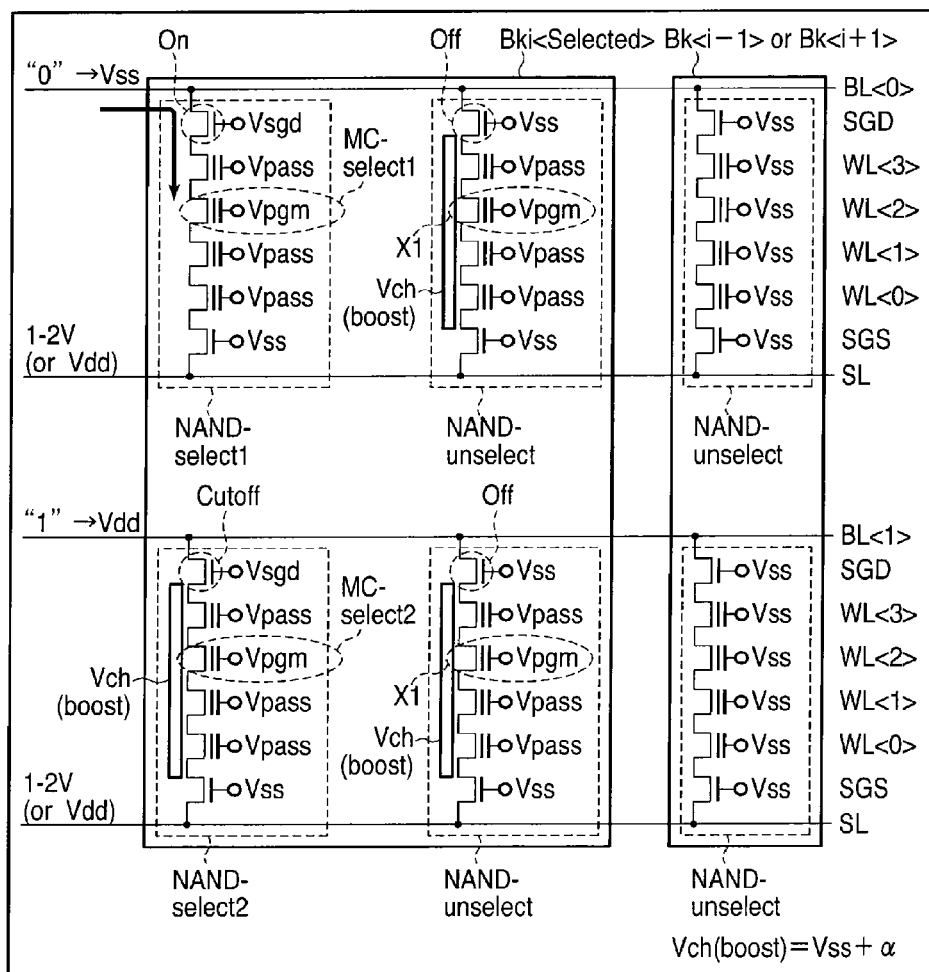 On
Off
Bki<Selected> Bk<i−1> or Bk<i+1>
“0” →Vss
BL<0>
Vsgd
Vss
Vss
SGD
Vpass
MC-
select1
Vpass
Vss
WL<3>
Vpgm
Vpgm
Vss
WL<2>
X1
Vpass
Vpass
Vss
WL<1>
Vch
(boost)
Vpass
Vpass
Vss
WL<0>
1-2V
(or Vdd)
Vss
Vss
Vss
SGS
SL
NAND-
select1
NAND-
unselect
NAND-
unselect
Cutoff
Off
“1” →Vdd
BL<1>
Vsgd
Vss
Vss
SGD
MC-
select2
Vpass
Vpass
Vss
WL<3>
Vpgm
Vpgm
Vss
WL<2>
Vch
(boost)
X1
Vpass
Vpass
Vss
WL<1>
Vch
(boost)
Vpass
Vpass
Vss
WL<0>
1-2V
(or Vdd)
Vss
Vss
Vss
SGS
SL
NAND-
select2
NAND-
unselect
NAND-
unselect
Vch(boost)=Vss+ α